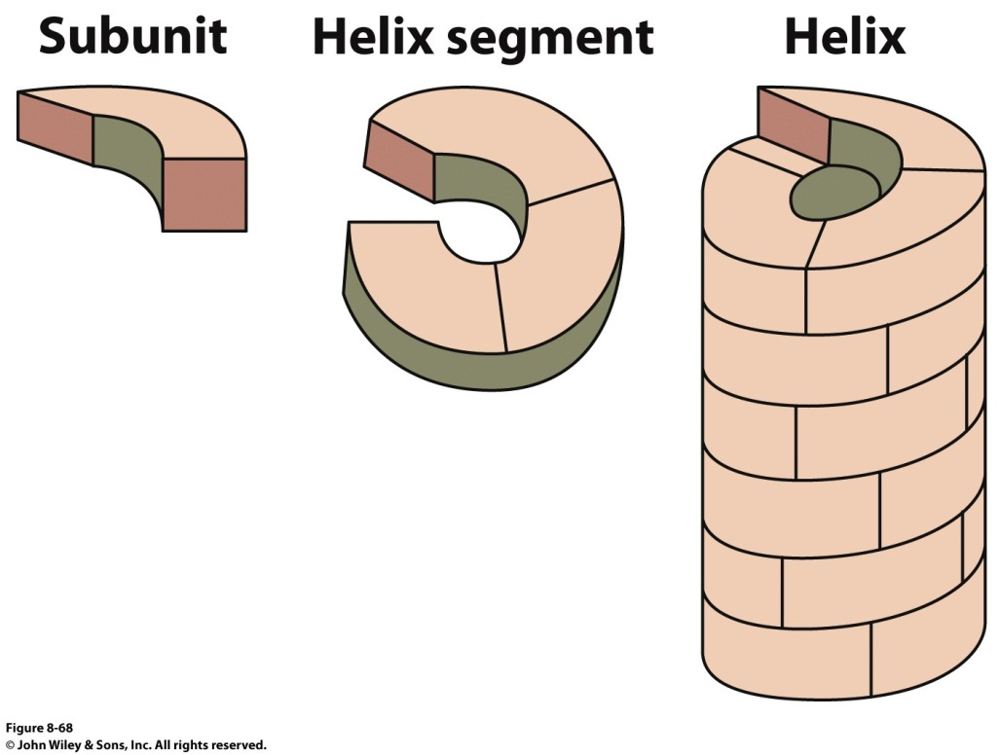 Subunit
Helix segment
Helix
Figure 8-68
© John Wiley & Sons, Inc. All rights reserved.